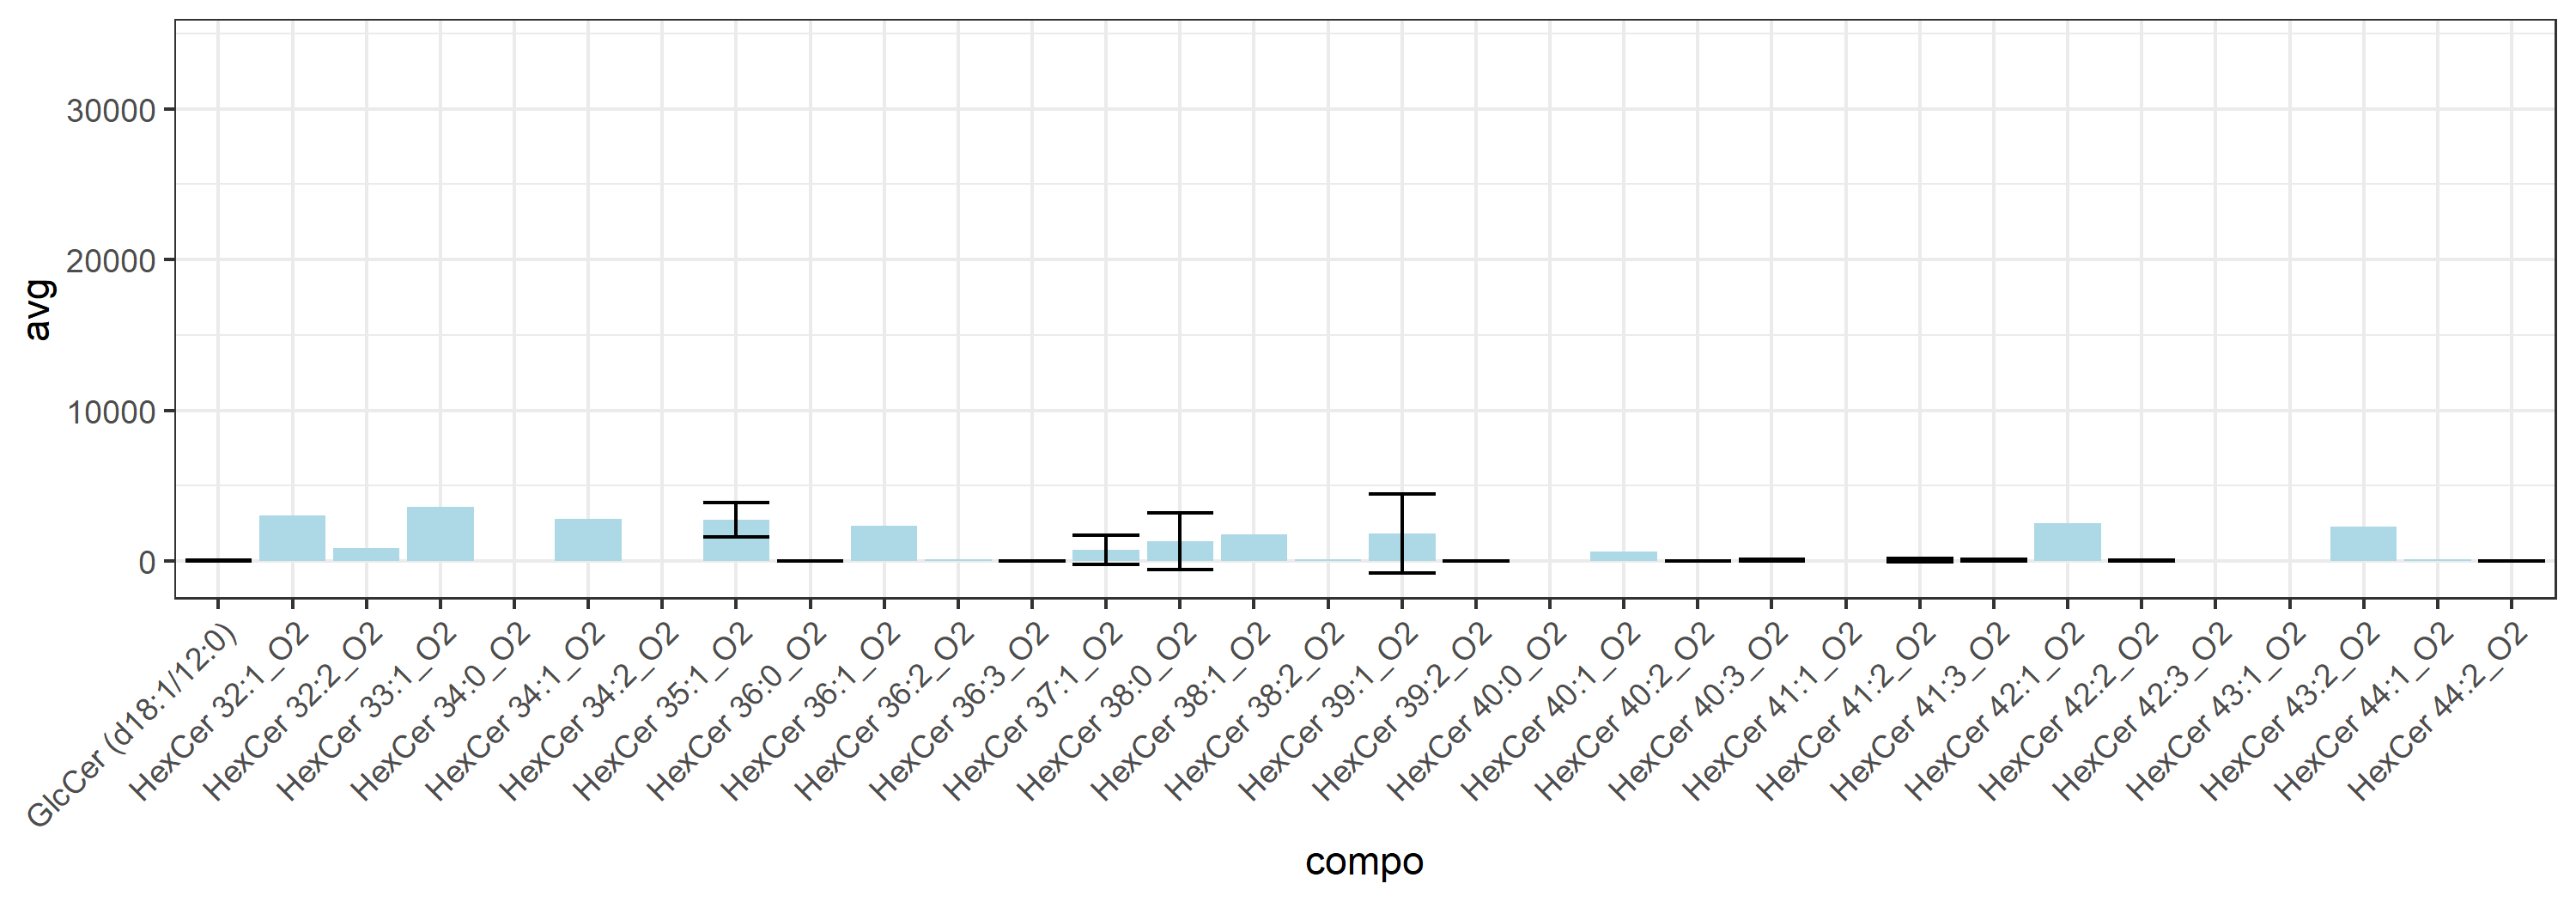 avg
30000
20000
10000
0
GlcCer (d18:1/12:0)
HexCer 32:1_O2
HexCer 32:2_O2
HexCer 33:1_O2
HexCer 34:0_O2
HexCer 34:1_O2
HexCer 34:2_O2
HexCer 35:1_O2
HexCer 36:0_O2
HexCer 36:1_O2
HexCer 36:2_O2
HexCer 36:3_O2
HexCer 37:1_O2
HexCer 38:0_O2
HexCer 38:1_O2
HexCer 38:2_O2
HexCer 39:1_O2
HexCer 39:2_O2
HexCer 40:0_O2
HexCer 40:1_O2
HexCer 40:2_O2
HexCer 40:3_O2
HexCer 41:1_O2
HexCer 41:2_O2
HexCer 41:3_O2
HexCer 42:1_O2
HexCer 42:2_O2
HexCer 42:3_O2
HexCer 43:1_O2
HexCer 43:2_O2
HexCer 44:1_O2
HexCer 44:2_O2
compo